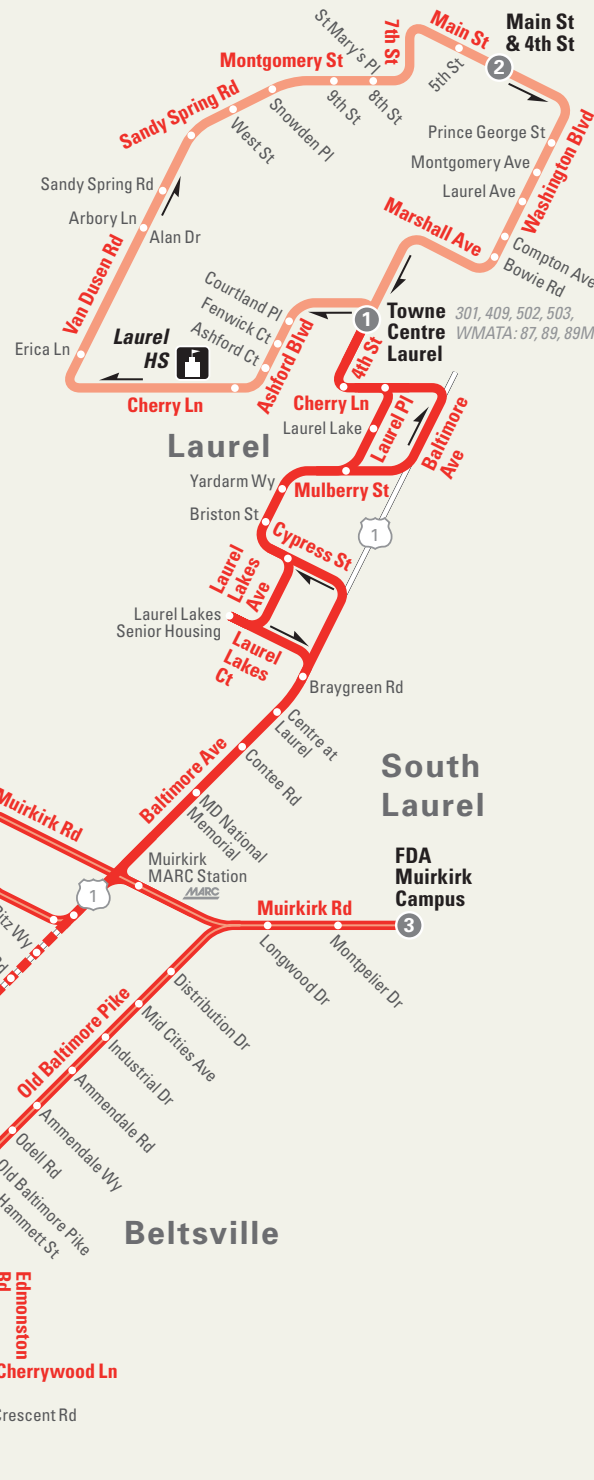 Main St
& 4th St
2
Main St
5th St
7th St
St Mary's Pl
8th St
9th St
Montgomery St
Snowden Pl
West St
Sandy Spring Rd
Prince George St
Montgomery Ave
Laurel Ave
Washington Blvd
Compton Ave
Bowie Rd
Marshall Ave
Sandy Spring Rd
Arbory Ln
Alan Dr
Van Dusen Rd
Erica Ln
Laurel
HS
Courtland Pl
Fenwick Ct
Ashford Ct
Ashford Blvd
Cherry Ln
1
Towne
Centre
Laurel
301, 409, 502, 503,
WMATA: 87, 89, 89M
4th St
Cherry Ln
Laurel Pl
Laurel Lake
Baltimore
Ave
Laurel
Yardarm Wy
Mulberry St
Briston St
Cypress St
1
Laurel
Lakes
Ave
Laurel Lakes
Senior Housing
Laurel
Lakes
Ct
Braygreen Rd
Centre at
Laurel
Contee Rd
Baltimore Ave
MD National
Memorial
South
Laurel
Muirkirk Rd
Muirkirk
MARC Station
MARC
1
FDA
Muirkirk
Campus
3
Muirkirk Rd
Longwood Dr
Montpelier Dr
Distribution Dr
Mid Cities Ave
Industrial Dr
Ammendale Rd
Ammendale Wy
Odell Rd
Old Baltimore Pike
Old Baltimore Pike
Hammett St
Beltsville
Edmonston
Rd
Cherrywood Ln
Crescent Rd